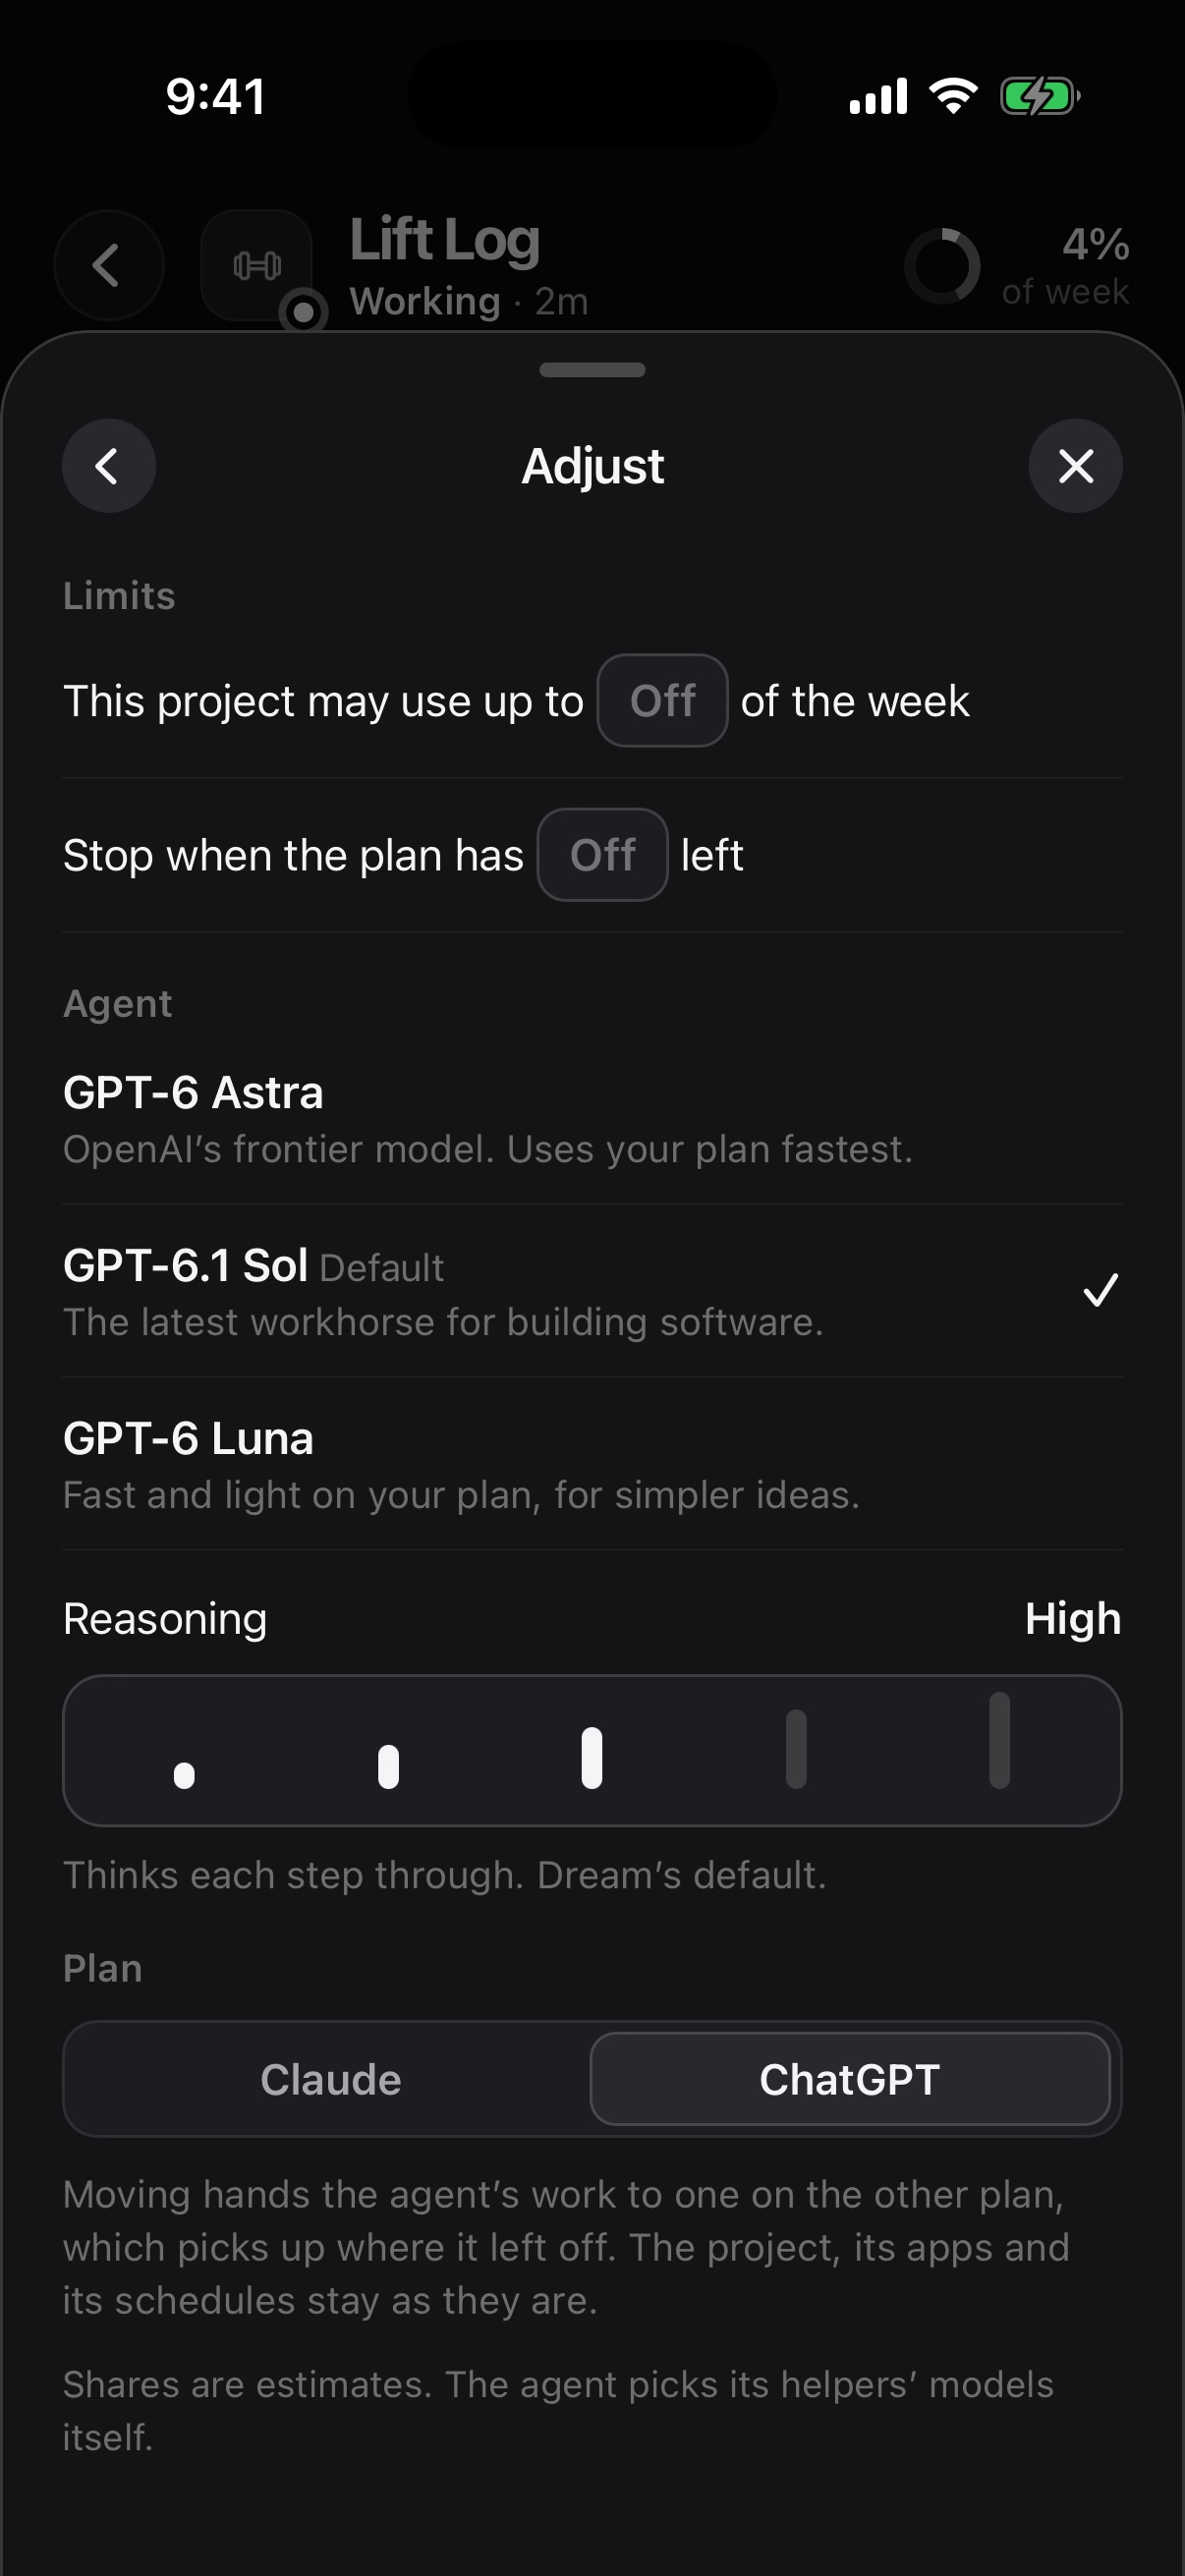 9:41
Lift Log
Working · 2m
4%
of week
Adjust
Limits
This project may use up to Off of the week
Stop when the plan has Off left
Agent
GPT-6 Astra
OpenAI’s frontier model. Uses your plan fastest.
GPT-6.1 Sol Default
The latest workhorse for building software.
GPT-6 Luna
Fast and light on your plan, for simpler ideas.
Reasoning High
Thinks each step through. Dream’s default.
Plan
Claude ChatGPT
Moving hands the agent’s work to one on the other plan,
which picks up where it left off. The project, its apps and
its schedules stay as they are.
Shares are estimates. The agent picks its helpers’ models
itself.